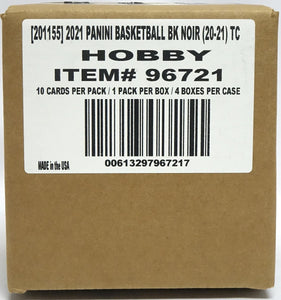 [201155] 2021 PANINI BASKETBALL BK NOIR (20-21) TC
HOBBY
ITEM# 96721
10 CARDS PER PACK / 1 PACK PER BOX / 4 BOXES PER CASE
MADE in the USA
00613297967217